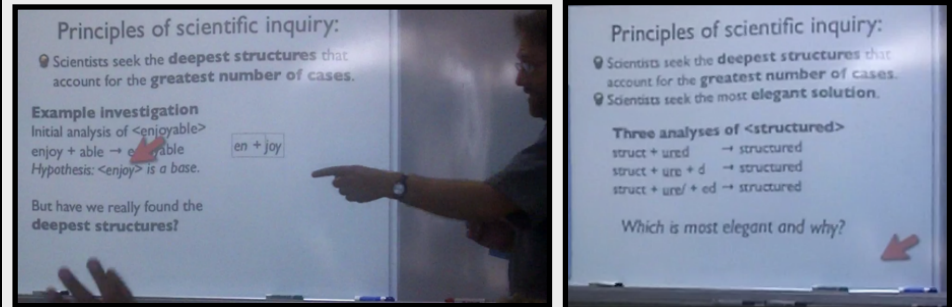 Principles of scientific inquiry:
Scientists seek the deepest structures that
account for the greatest number of cases.
Example investigation
Initial analysis of <enjoyable>
enjoy + able → able
Hypothesis: <enjoy> is a base.
en + joy
But have we really found the
deepest structures?
Principles of scientific inquiry:
Scientists seek the deepest structures that
account for the greatest number of cases.
Scientists seek the most elegant solution.
Three analyses of <structured>
struct + ured → structured
struct + ure + d → structured
struct + ure/ + ed → structured
Which is most elegant and why?